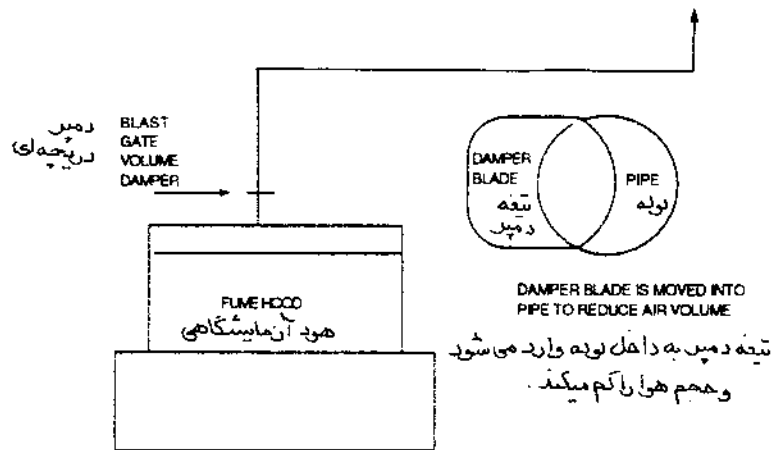 دمپر
دریچه‌ای
BLAST
GATE
VOLUME
DAMPER
DAMPER
BLADE
تیغه
دمپر
PIPE
لوله
FUME HOOD
هود آزمایشگاهی
DAMPER BLADE IS MOVED INTO
PIPE TO REDUCE AIR VOLUME
تیغه دمپر به داخل لوله وارد می شود
و حجم هوا را کم میکند .